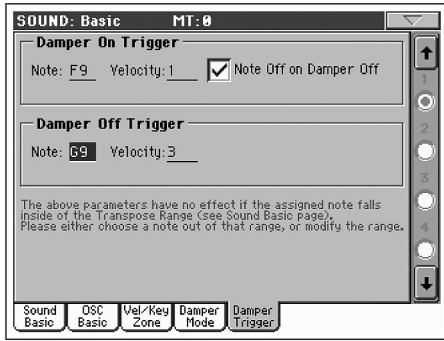 SOUND: Basic MT:0
Damper On Trigger
Note: F9 Velocity: 1 Note Off on Damper Off
Damper Off Trigger
Note: G9 Velocity: 3
The above parameters have no effect if the assigned note falls
inside of the Transpose Range (see Sound Basic page).
Please either choose a note out of that range, or modify the range.
1
2
3
4
Sound Basic
OSC Basic
Vel/Key Zone
Damper Mode
Damper Trigger